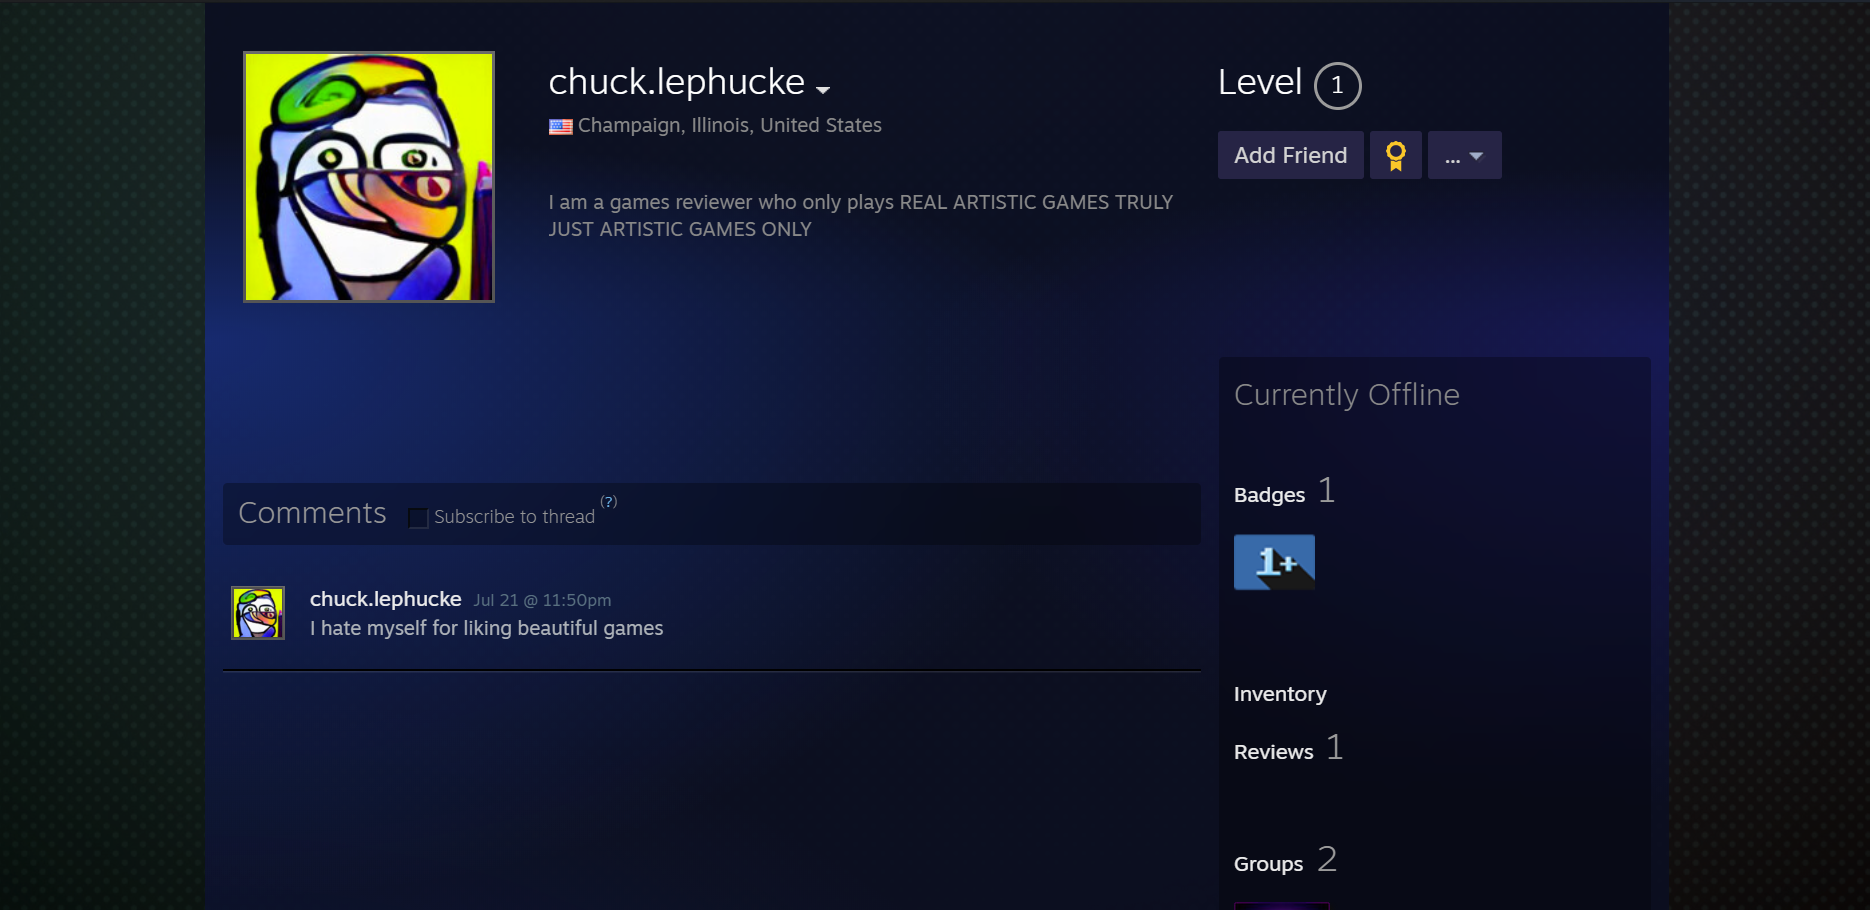 chuck.lephucke
Champaign, Illinois, United States
I am a games reviewer who only plays REAL ARTISTIC GAMES TRULY
JUST ARTISTIC GAMES ONLY
Level 1
Add Friend ...
Currently Offline
Badges 1
1+
Inventory
Reviews 1
Groups 2
Comments Subscribe to thread (?)
chuck.lephucke Jul 21 @ 11:50pm
I hate myself for liking beautiful games